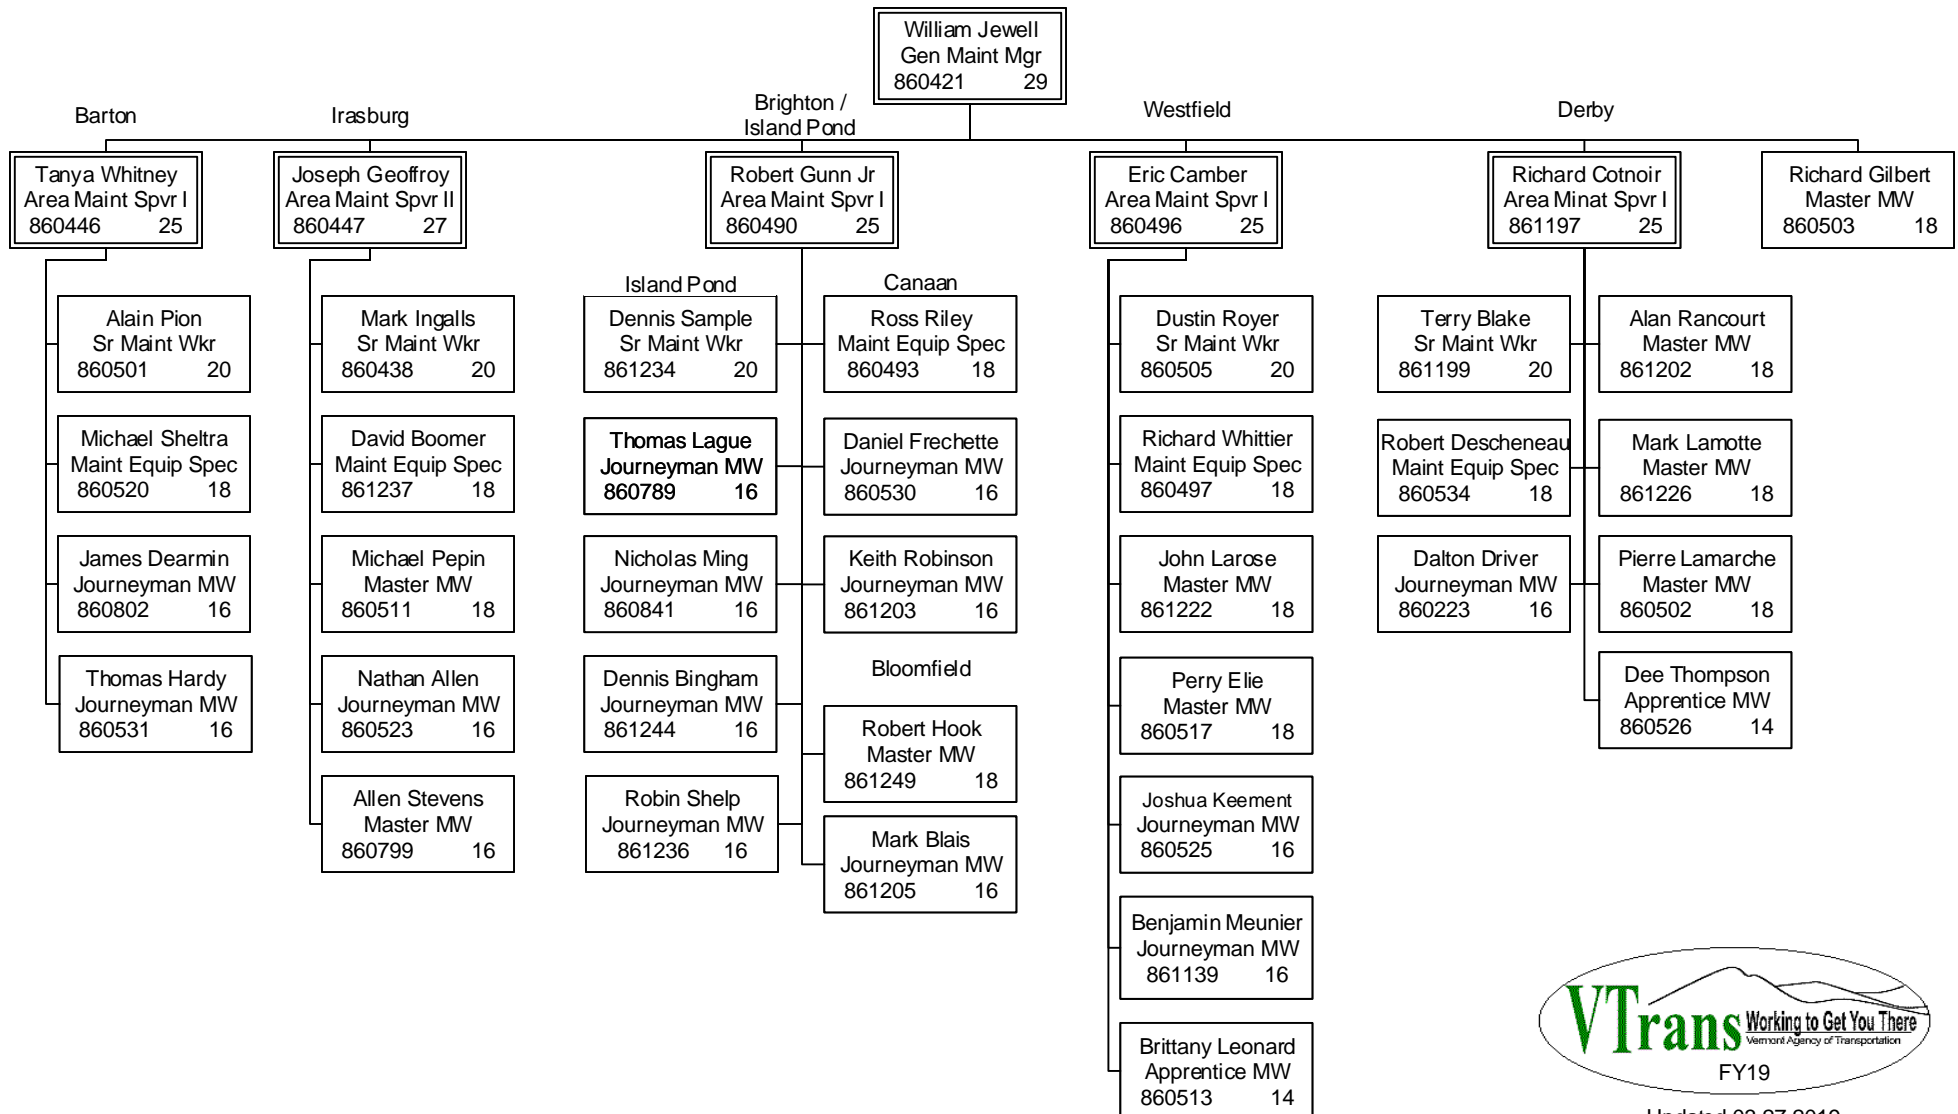 William Jewell
Gen Maint Mgr
860421 29
Barton
Irasburg
Brighton /
Island Pond
Westfield
Derby
Tanya Whitney
Area Maint Spvr I
860446 25
Joseph Geoffroy
Area Maint Spvr II
860447 27
Robert Gunn Jr
Area Maint Spvr I
860490 25
Eric Camber
Area Maint Spvr I
860496 25
Richard Cotnoir
Area Minat Spvr I
861197 25
Richard Gilbert
Master MW
860503 18
Alain Pion
Sr Maint Wkr
860501 20
Michael Sheltra
Maint Equip Spec
860520 18
James Dearmin
Journeyman MW
860802 16
Thomas Hardy
Journeyman MW
860531 16
Mark Ingalls
Sr Maint Wkr
860438 20
David Boomer
Maint Equip Spec
861237 18
Michael Pepin
Master MW
860511 18
Nathan Allen
Journeyman MW
860523 16
Allen Stevens
Master MW
860799 16
Island Pond
Dennis Sample
Sr Maint Wkr
861234 20
Thomas Lague
Journeyman MW
860789 16
Nicholas Ming
Journeyman MW
860841 16
Dennis Bingham
Journeyman MW
861244 16
Robin Shelp
Journeyman MW
861236 16
Canaan
Ross Riley
Maint Equip Spec
860493 18
Daniel Frechette
Journeyman MW
860530 16
Keith Robinson
Journeyman MW
861203 16
Bloomfield
Robert Hook
Master MW
861249 18
Mark Blais
Journeyman MW
861205 16
Dustin Royer
Sr Maint Wkr
860505 20
Richard Whittier
Maint Equip Spec
860497 18
John Larose
Master MW
861222 18
Perry Elie
Master MW
860517 18
Joshua Keement
Journeyman MW
860525 16
Benjamin Meunier
Journeyman MW
861139 16
Brittany Leonard
Apprentice MW
860513 14
Terry Blake
Sr Maint Wkr
861199 20
Robert Descheneau
Maint Equip Spec
860534 18
Dalton Driver
Journeyman MW
860223 16
Alan Rancourt
Master MW
861202 18
Mark Lamotte
Master MW
861226 18
Pierre Lamarche
Master MW
860502 18
Dee Thompson
Apprentice MW
860526 14
VTrans Working to Get You There
Vermont Agency of Transportation
FY19
Updated